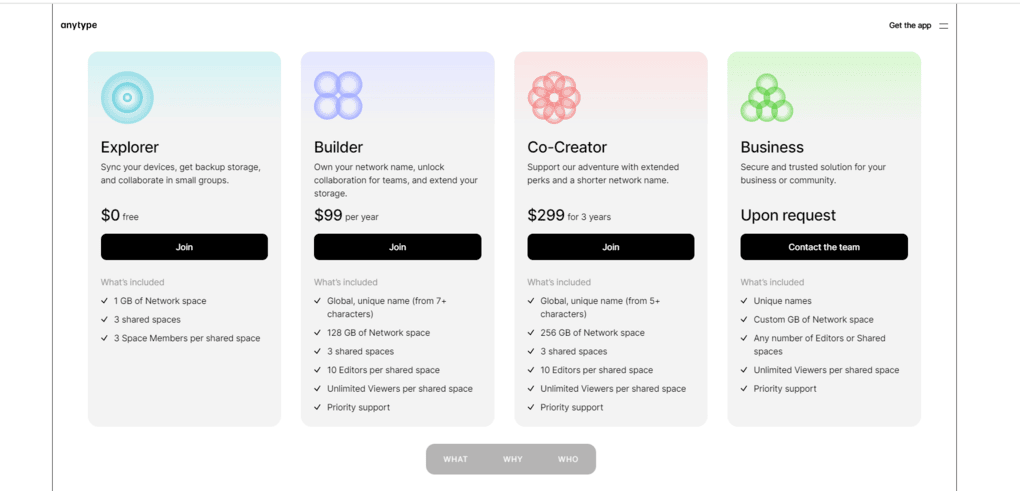 anytype
Get the app
Explorer
Sync your devices, get backup storage,
and collaborate in small groups.
$0 free
Join
What's included
1 GB of Network space
3 shared spaces
3 Space Members per shared space
Builder
Own your network name, unlock
collaboration for teams, and extend your
storage.
$99 per year
Join
What's included
Global, unique name (from 7+
characters)
128 GB of Network space
3 shared spaces
10 Editors per shared space
Unlimited Viewers per shared space
Priority support
Co-Creator
Support our adventure with extended
perks and a shorter network name.
$299 for 3 years
Join
What's included
Global, unique name (from 5+
characters)
256 GB of Network space
3 shared spaces
10 Editors per shared space
Unlimited Viewers per shared space
Priority support
Business
Secure and trusted solution for your
business or community.
Upon request
Contact the team
What's included
Unique names
Custom GB of Network space
Any number of Editors or Shared
spaces
Unlimited Viewers per shared space
Priority support
WHAT WHY WHO